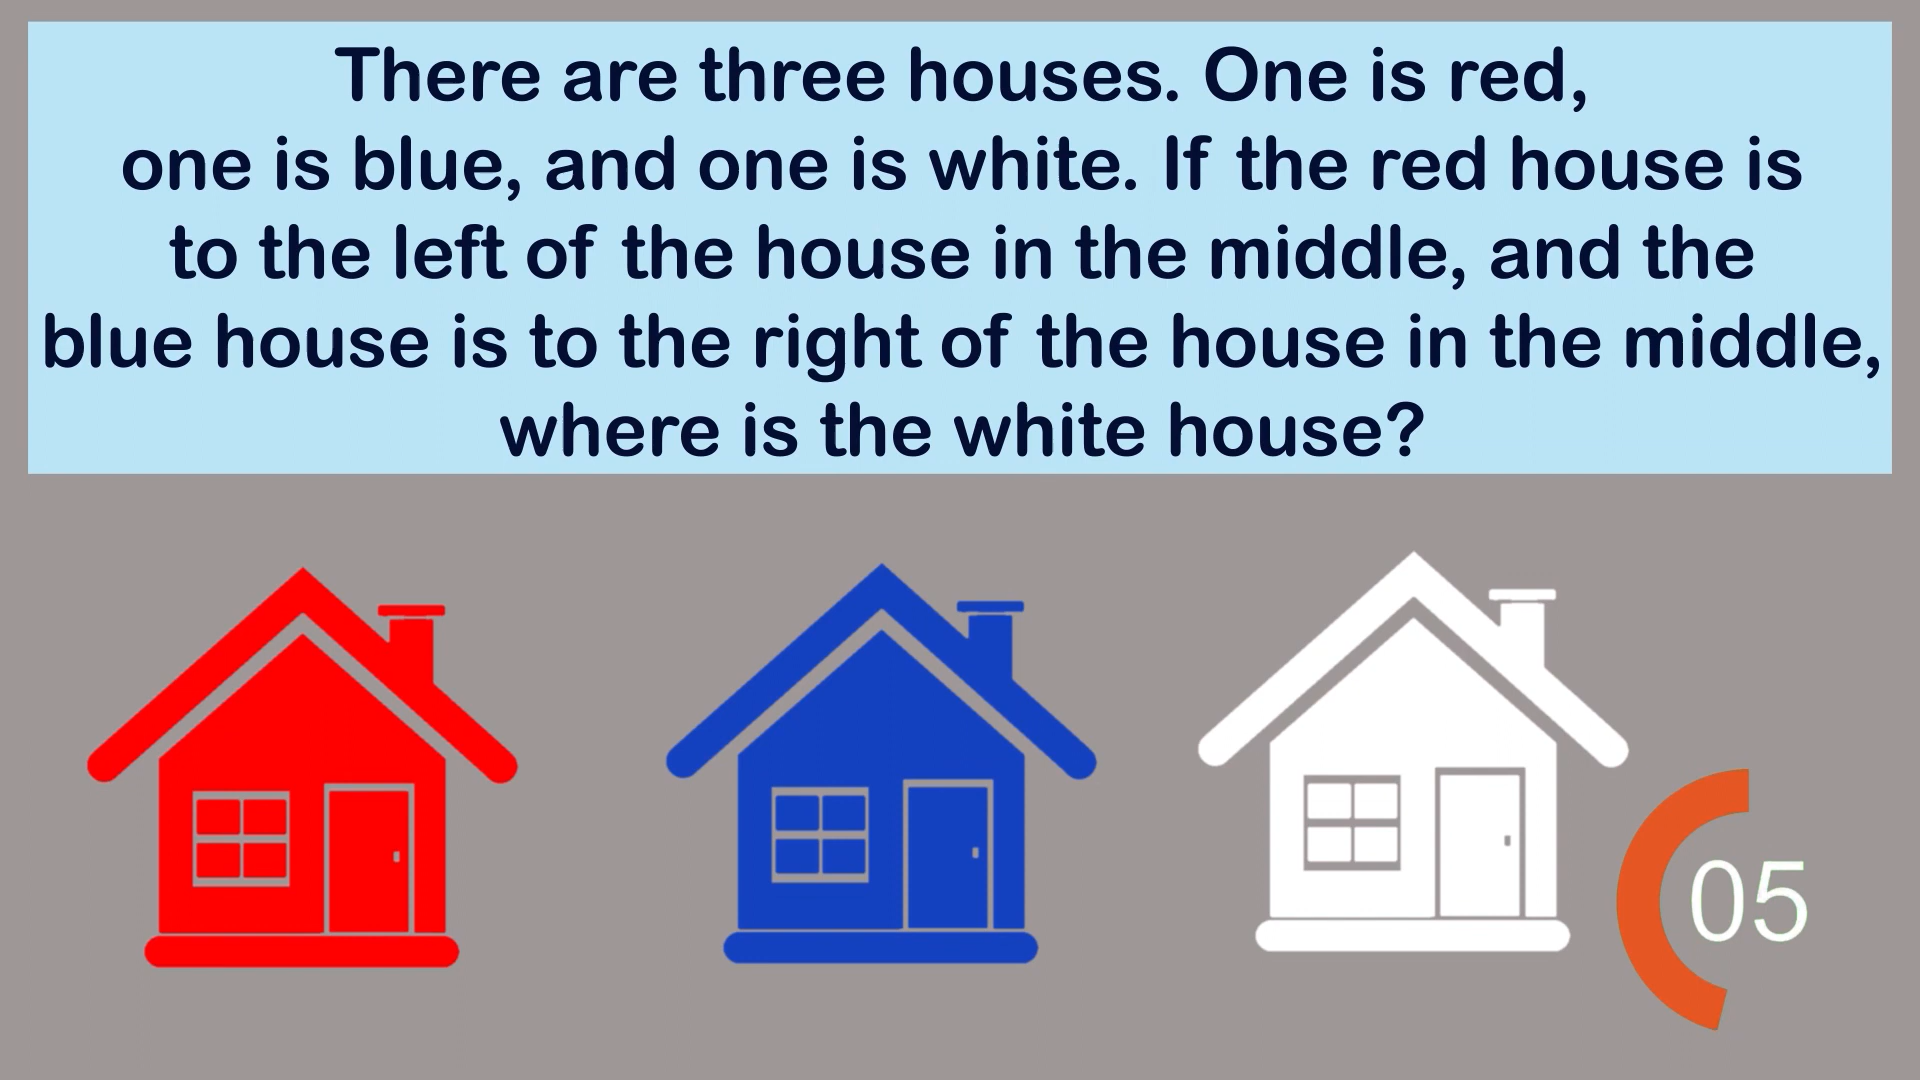 There are three houses. One is red,
one is blue, and one is white. If the red house is
to the left of the house in the middle, and the
blue house is to the right of the house in the middle,
where is the white house?
05